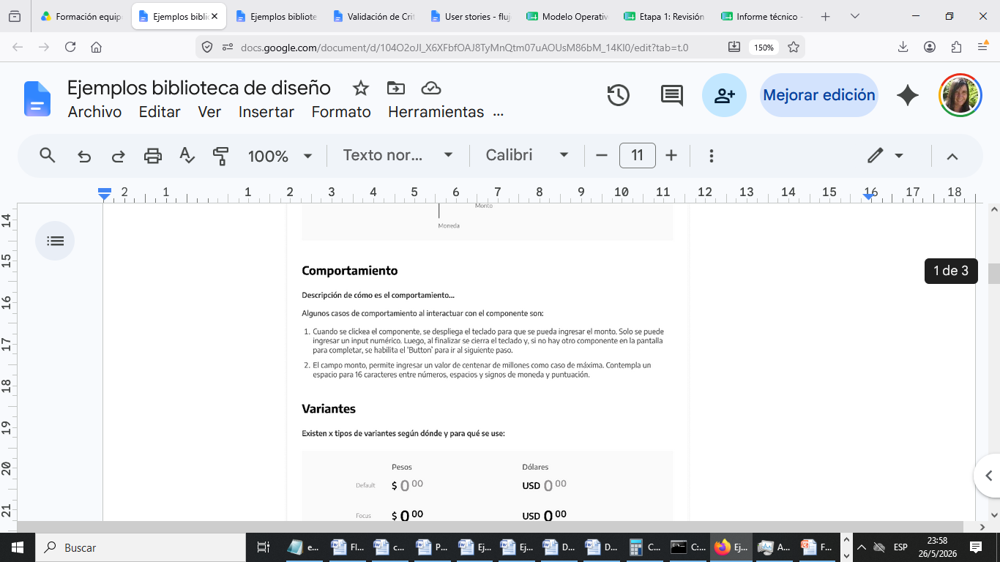 Formación equip
Ejemplos biblic
Ejemplos bibliote
Validación de Crit
User stories - fluj
Modelo Operativ
Etapa 1: Revisión
Informe técnico -
docs.google.com/document/d/104O2oJI_X6XFbfOAJ8TyMnQtm07uAOUsM86bM_14KI0/edit?tab=t.0
150%
Ejemplos biblioteca de diseño
Mejorar edición
Archivo Editar Ver Insertar Formato Herramientas ...
100% Texto nor... Calibri 11
2 1 1 2 3 4 5 6 7 8 9 10 11 12 13 14 15 16 17 18
14
15
16
17
18
19
20
21
Monto
Moneda
1 de 3
Comportamiento
Descripción de cómo es el comportamiento...
Algunos casos de comportamiento al interactuar con el componente son:
1. Cuando se clickea el componente, se despliega el teclado para que se pueda ingresar el monto. Solo se puede
ingresar un input numérico. Luego, al finalizar se cierra el teclado y, si no hay otro componente en la pantalla
para completar, se habilita el 'Button' para ir al siguiente paso.
2. El campo monto, permite ingresar un valor de centenar de millones como caso de máxima. Contempla un
espacio para 16 caracteres entre números, espacios y signos de moneda y puntuación.
Variantes
Existen x tipos de variantes según dónde y para qué se use:
Pesos Dólares
Default $ 0 00 USD 0 00
Focus $ 0 00 USD 0 00
Buscar
e...
Fl...
c...
P...
Ej...
Ej...
D...
D...
C...
C:...
Ej...
A...
F...
ESP
23:58
26/5/2026